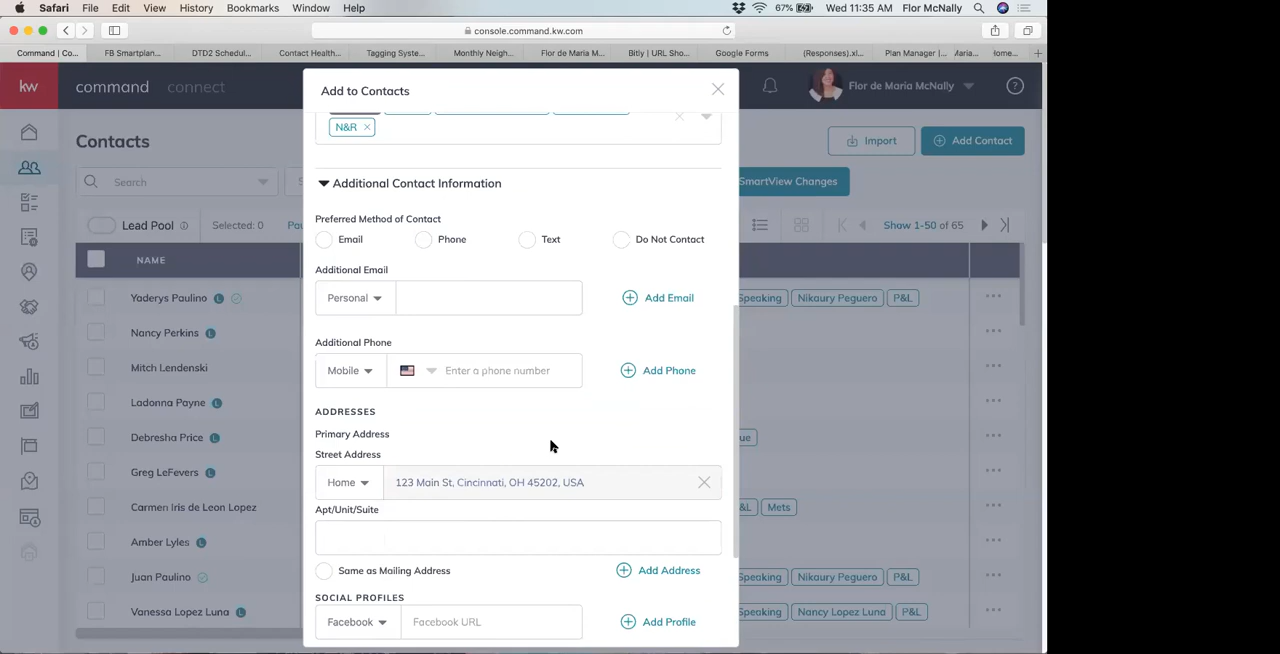 Safari File Edit View History Bookmarks Window Help 67% Wed 11:35 AM Flor McNally
console.command.kw.com
Command | Co... FB Smartplan... DTD2 Schedul... Contact Health... Tagging Syste... Monthly Neigh... Flor de Maria M... Bitly | URL Sho... Google Forms (Responses).xl... Plan Manager |... Maria... Home...
kw command connect Flor de Maria McNally ?
Add to Contacts
N&R ×
Contacts Import Add Contact
Search SmartView Changes
Additional Contact Information
Lead Pool Selected: 0 Show 1-50 of 65
Preferred Method of Contact
Email Phone Text Do Not Contact
NAME
Additional Email
Personal Add Email
Yaderys Paulino L Speaking Nikaury Peguero P&L
Nancy Perkins L
Additional Phone
Mobile Enter a phone number Add Phone
Mitch Lendenski
Ladonna Payne L
ADDRESSES
Primary Address
Debresha Price L ue
Street Address
Home 123 Main St, Cincinnati, OH 45202, USA
Greg LeFevers L
Apt/Unit/Suite
Carmen Iris de Leon Lopez &L Mets
Amber Lyles L
Same as Mailing Address Add Address
Juan Paulino Speaking Nikaury Peguero P&L
SOCIAL PROFILES
Facebook Facebook URL Add Profile
Vanessa Lopez Luna L Speaking Nancy Lopez Luna P&L